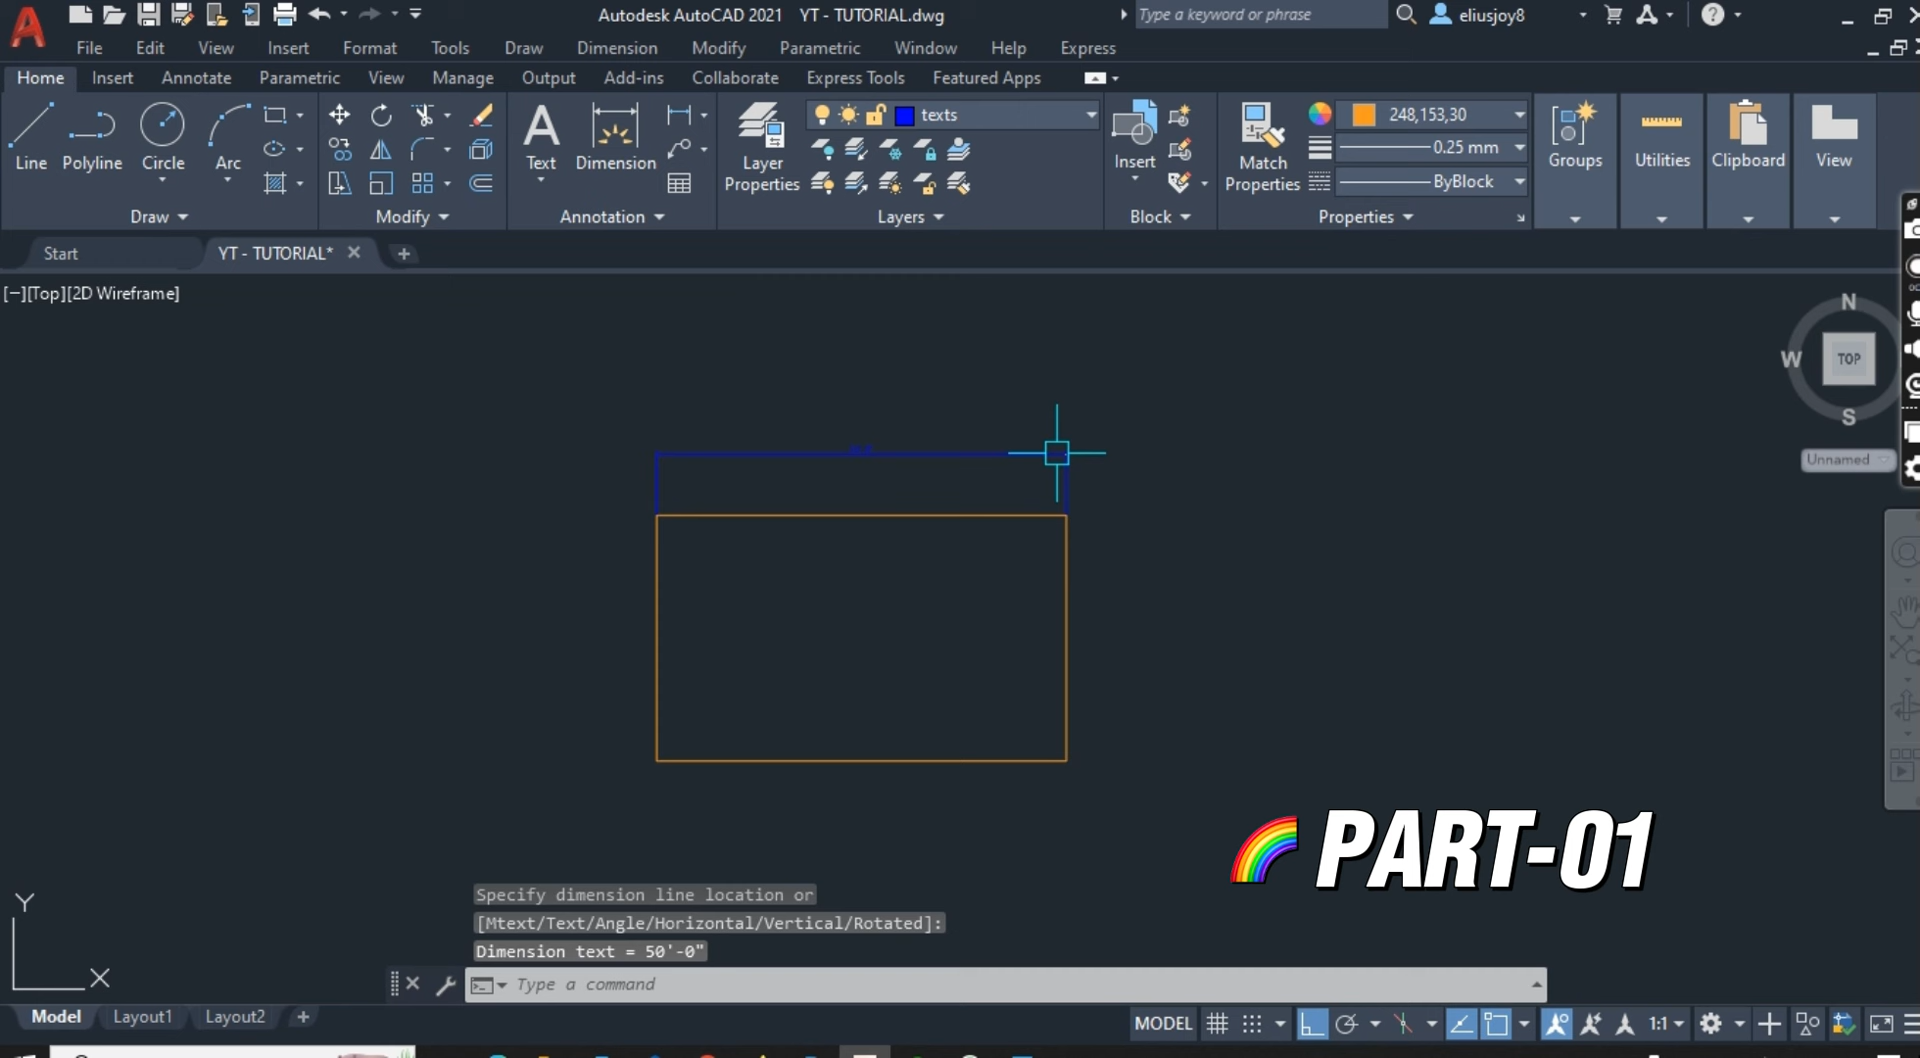 Autodesk AutoCAD 2021 YT - TUTORIAL.dwg
Type a keyword or phrase
eliusjoy8
File Edit View Insert Format Tools Draw Dimension Modify Parametric Window Help Express
Home Insert Annotate Parametric View Manage Output Add-ins Collaborate Express Tools Featured Apps
texts
248,153,30
0.25 mm
ByBlock
Line Polyline Circle Arc
Text Dimension
Layer Properties
Insert
Match Properties
Groups Utilities Clipboard View
Draw Modify Annotation Layers Block Properties
Start YT - TUTORIAL*
[−][Top][2D Wireframe]
N
W TOP
S
Unnamed
PART-01
Y
X
Specify dimension line location or
[Mtext/Text/Angle/Horizontal/Vertical/Rotated]:
Dimension text = 50'-0"
Type a command
Model Layout1 Layout2
MODEL 1:1